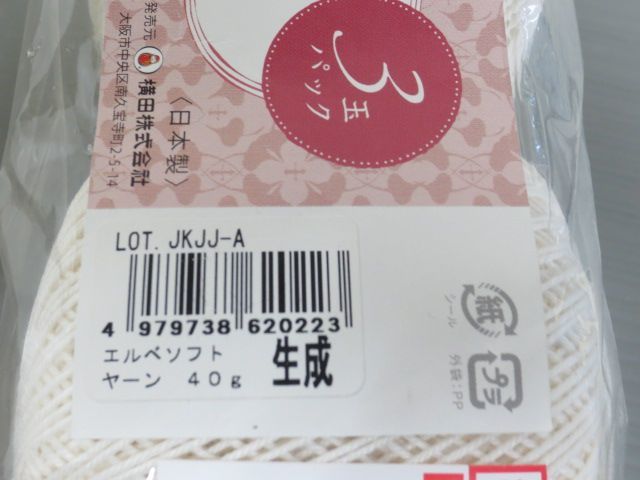 3
玉
パック
発売元
横田株式会社
大阪市中央区南久宝寺町2-5-14
〈日本製〉
LOT. JKJJ-A
4 979738 620223
エルベソフト
ヤーン 40g
生成
紙
シール
プラ
外袋:PP